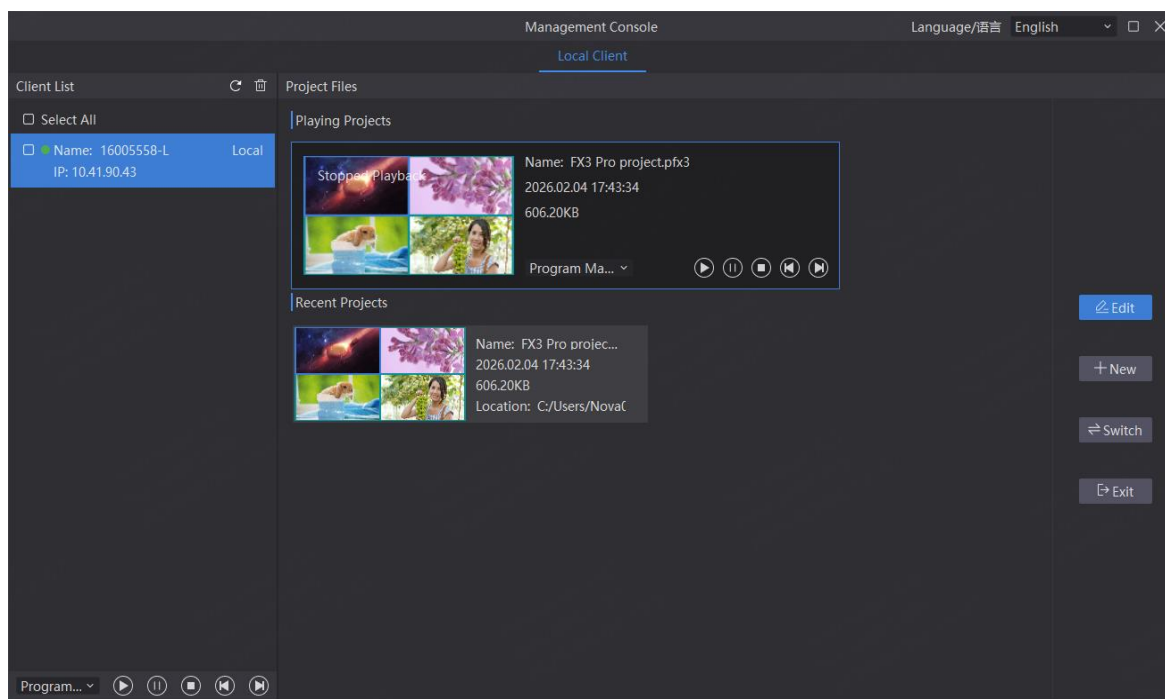 Management Console
Language/语言 English
Local Client
Client List
Project Files
Select All
Playing Projects
Name: 16005558-L Local
IP: 10.41.90.43
Stopped Playback
Name: FX3 Pro project.pfx3
2026.02.04 17:43:34
606.20KB
Program Ma...
Recent Projects
Name: FX3 Pro projec...
2026.02.04 17:43:34
606.20KB
Location: C:/Users/Nova
Edit
New
Switch
Exit
Program...